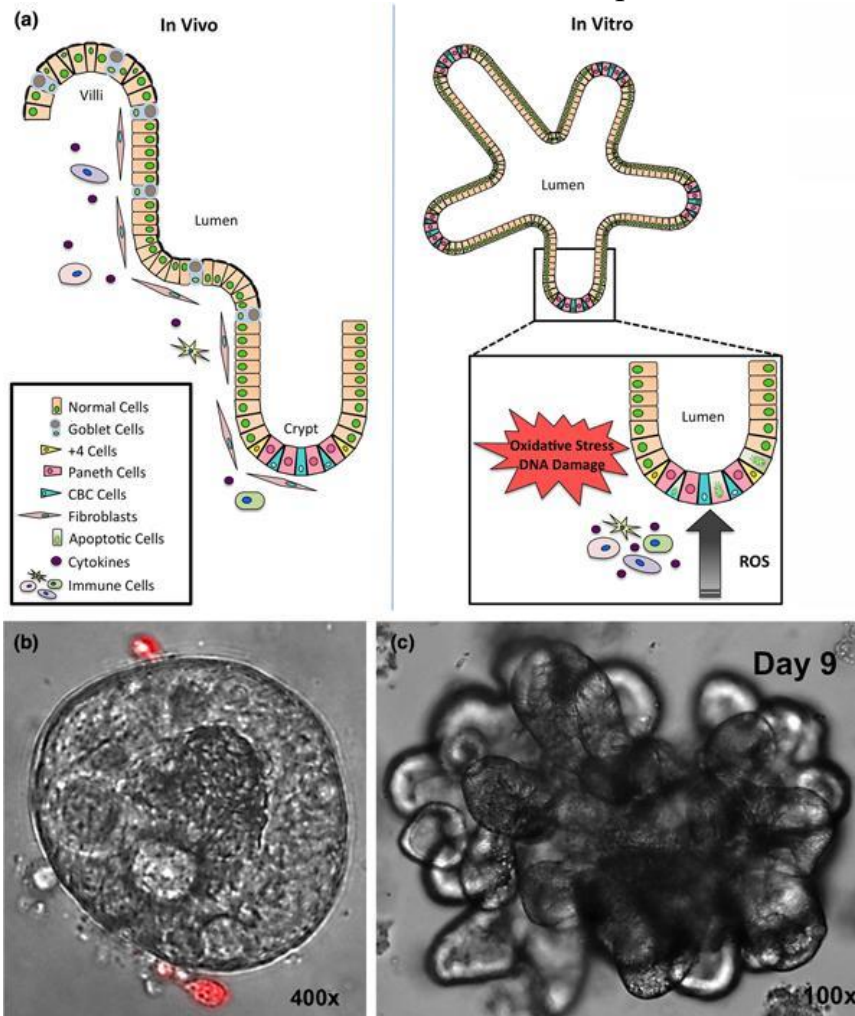 (a)
In Vivo
In Vitro
Villi
Lumen
Lumen
Crypt
Normal Cells
Goblet Cells
+4 Cells
Paneth Cells
CBC Cells
Fibroblasts
Apoptotic Cells
Cytokines
Immune Cells
Lumen
Oxidative Stress
DNA Damage
ROS
(b)
400x
(c)
Day 9
100x